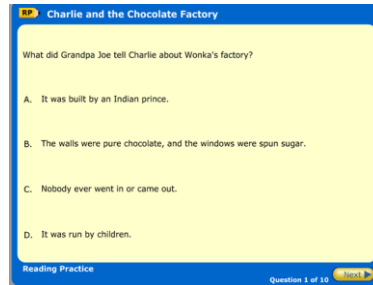 RP Charlie and the Chocolate Factory
What did Grandpa Joe tell Charlie about Wonka's factory?
A. It was built by an Indian prince.
B. The walls were pure chocolate, and the windows were spun sugar.
C. Nobody ever went in or came out.
D. It was run by children.
Reading Practice
Question 1 of 10 Next